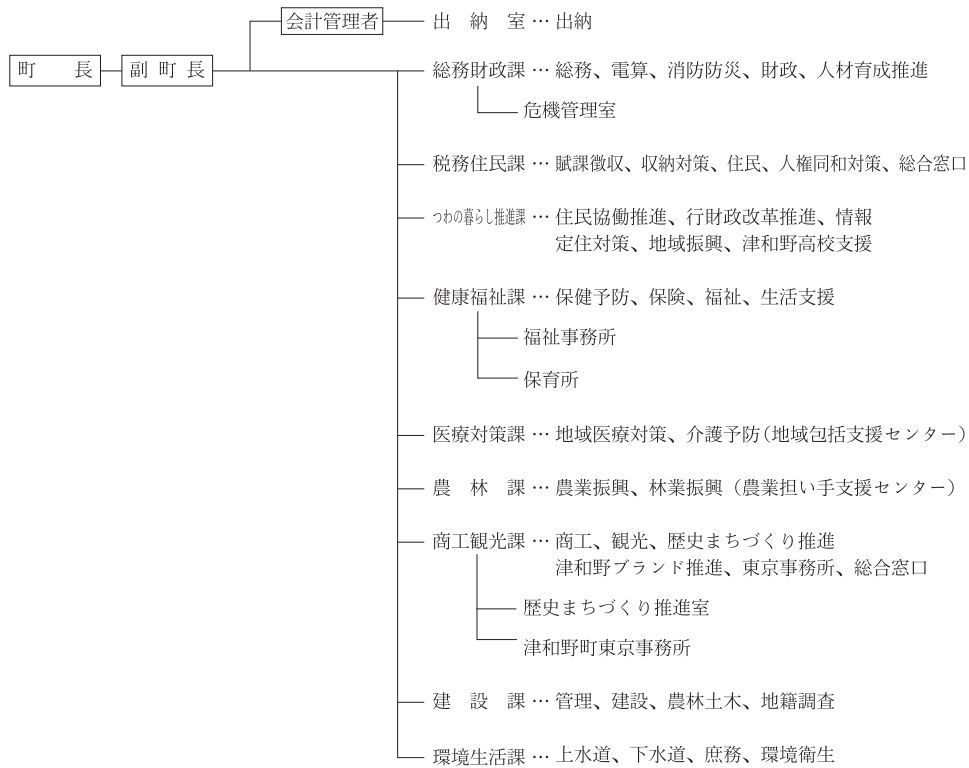 会計管理者 出納室 … 出納
町長 副町長 総務財政課 … 総務、電算、消防防災、財政、人材育成推進
危機管理室
税務住民課 … 賦課徴収、収納対策、住民、人権同和対策、総合窓口
つわの暮らし推進課 … 住民協働推進、行財政改革推進、情報
定住対策、地域振興、津和野高校支援
健康福祉課 … 保健予防、保険、福祉、生活支援
福祉事務所
保育所
医療対策課 … 地域医療対策、介護予防（地域包括支援センター）
農林課 … 農業振興、林業振興（農業担い手支援センター）
商工観光課 … 商工、観光、歴史まちづくり推進
津和野ブランド推進、東京事務所、総合窓口
歴史まちづくり推進室
津和野町東京事務所
建設課 … 管理、建設、農林土木、地籍調査
環境生活課 … 上水道、下水道、庶務、環境衛生